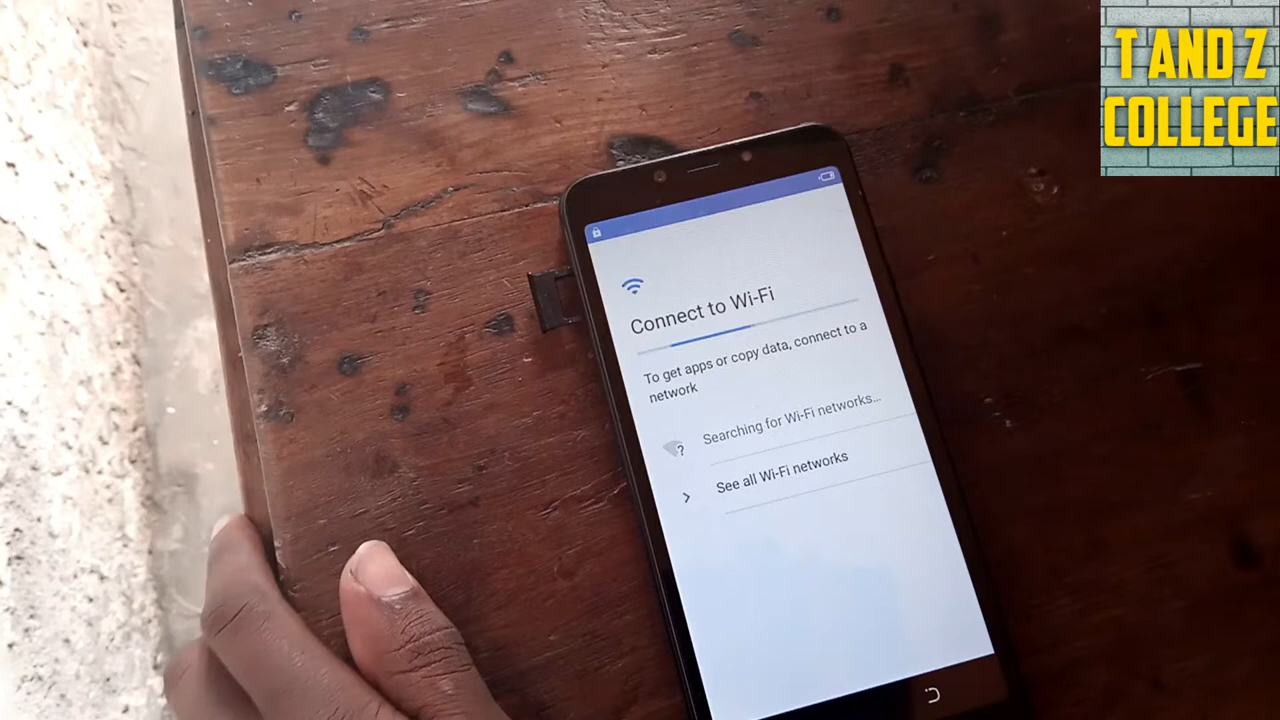 T AND Z
COLLEGE
Connect to Wi-Fi
To get apps or copy data, connect to a
network
Searching for Wi-Fi networks...
?
See all Wi-Fi networks